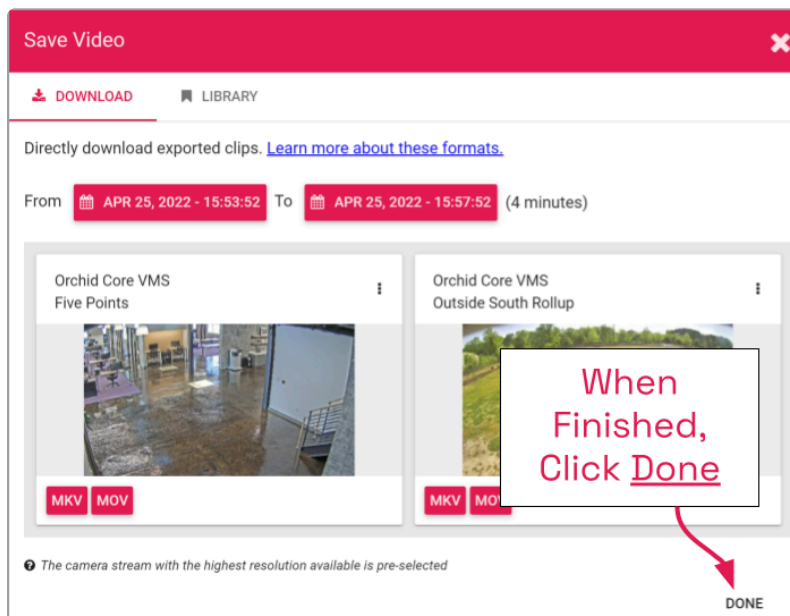 Save Video
DOWNLOAD LIBRARY
Directly download exported clips. Learn more about these formats.
From APR 25, 2022 - 15:53:52 To APR 25, 2022 - 15:57:52 (4 minutes)
Orchid Core VMS
Five Points
MKV MOV
Orchid Core VMS
Outside South Rollup
MKV MOV
When
Finished,
Click Done
The camera stream with the highest resolution available is pre-selected
DONE